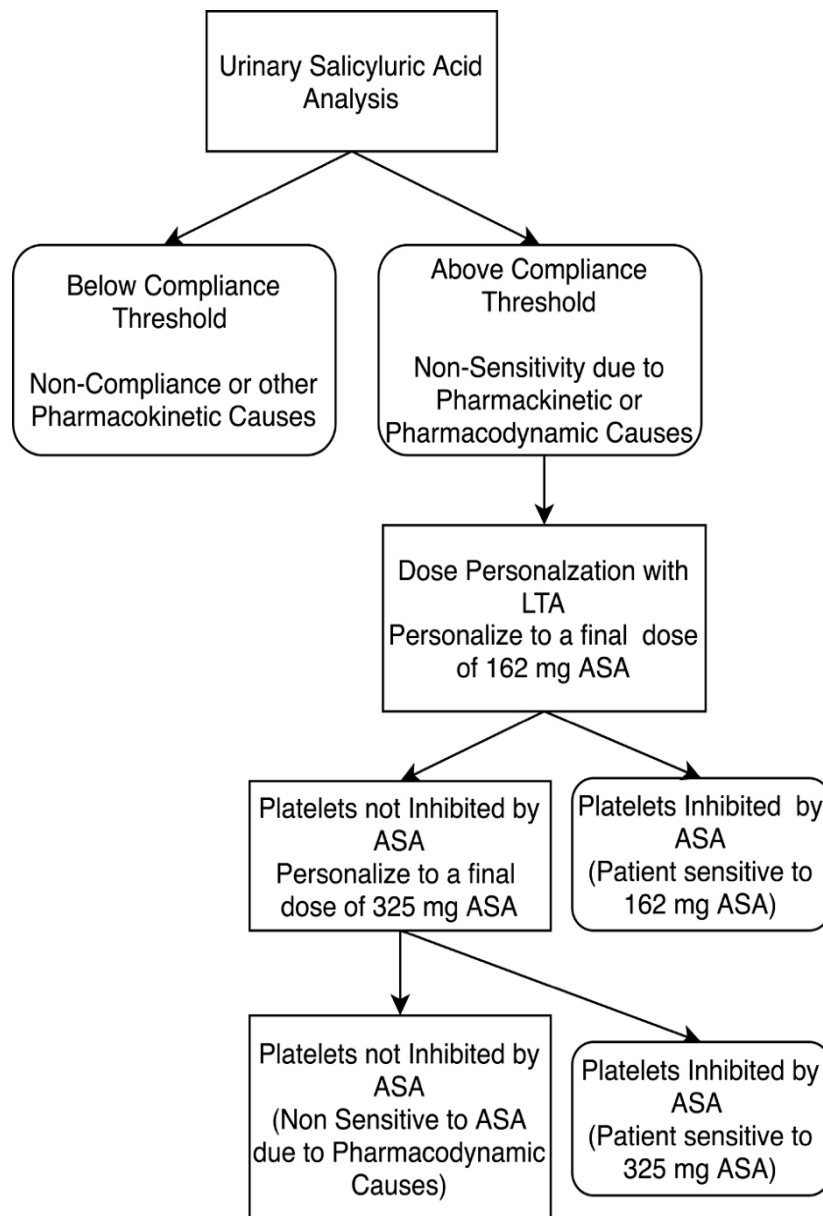 Urinary Salicyluric Acid
Analysis
Below Compliance
Threshold
Non-Compliance or other
Pharmacokinetic Causes
Above Compliance
Threshold
Non-Sensitivity due to
Pharmackinetic or
Pharmacodynamic Causes
Dose Personalzation with
LTA
Personalize to a final dose
of 162 mg ASA
Platelets not Inhibited by
ASA
Personalize to a final
dose of 325 mg ASA
Platelets Inhibited by
ASA
(Patient sensitive to
162 mg ASA)
Platelets not Inhibited by
ASA
(Non Sensitive to ASA
due to Pharmacodynamic
Causes)
Platelets Inhibited by
ASA
(Patient sensitive to
325 mg ASA)